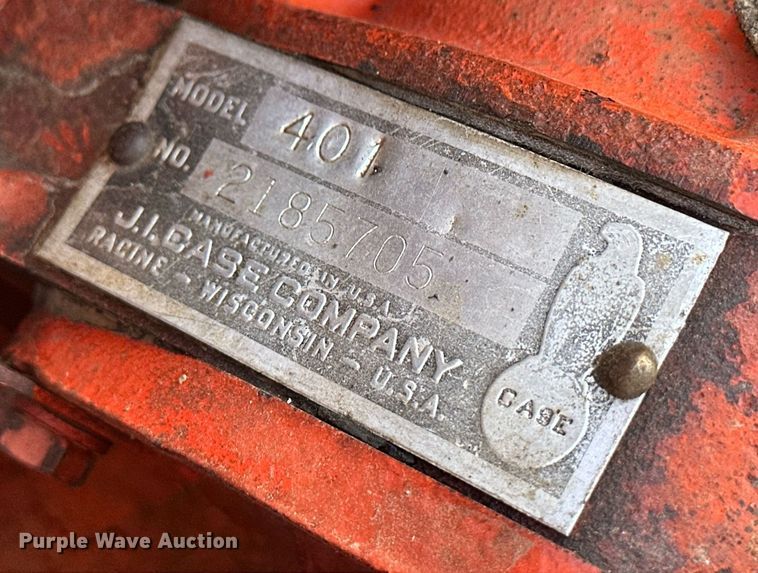 MODEL 401
NO. 2185705
MANUFACTURED IN U.S.A.
J.I. CASE COMPANY
RACINE - WISCONSIN - U.S.A.
CASE
Purple Wave Auction